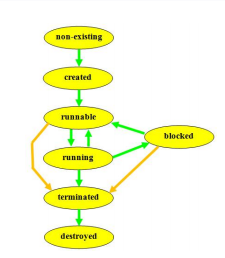 non-existing
created
runnable
blocked
running
terminated
destroyed